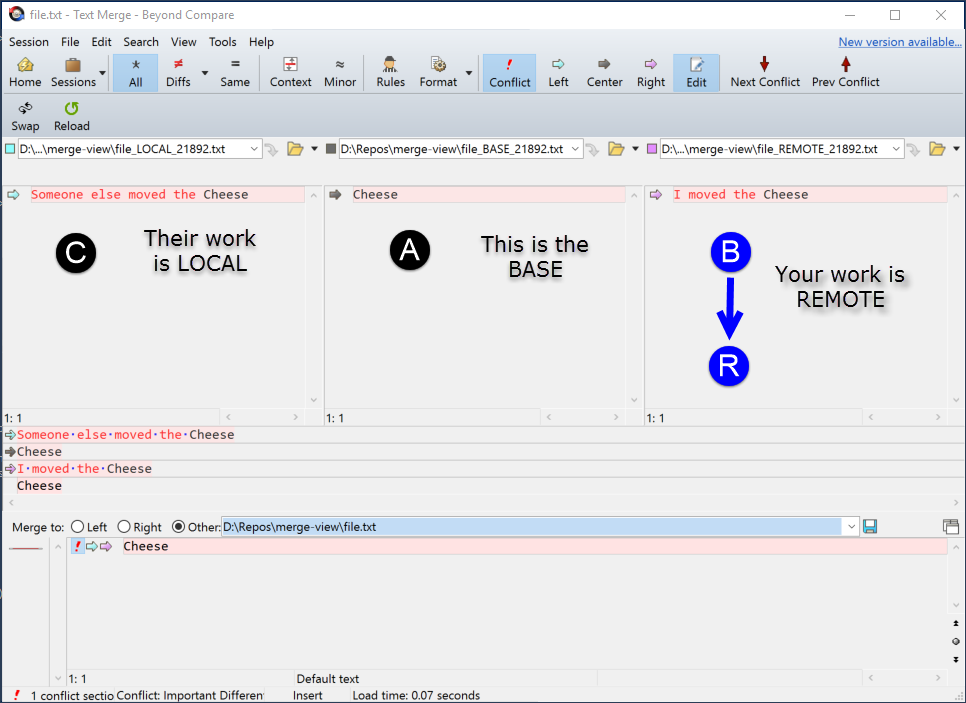 file.txt - Text Merge - Beyond Compare
Session File Edit Search View Tools Help New version available...
Home Sessions All Diffs Same Context Minor Rules Format Conflict Left Center Right Edit Next Conflict Prev Conflict
Swap Reload
D:\...\merge-view\file_LOCAL_21892.txt D:\Repos\merge-view\file_BASE_21892.txt D:\...\merge-view\file_REMOTE_21892.txt
Someone else moved the Cheese Cheese I moved the Cheese
C Their work
is LOCAL
A This is the
BASE
B Your work is
REMOTE
R
1: 1 1: 1 1: 1
Someone·else·moved·the·Cheese
Cheese
I·moved·the·Cheese
Cheese
Merge to: Left Right Other: D:\Repos\merge-view\file.txt
! Cheese
1: 1 Default text
! 1 conflict sectio Conflict: Important Differen Insert Load time: 0.07 seconds